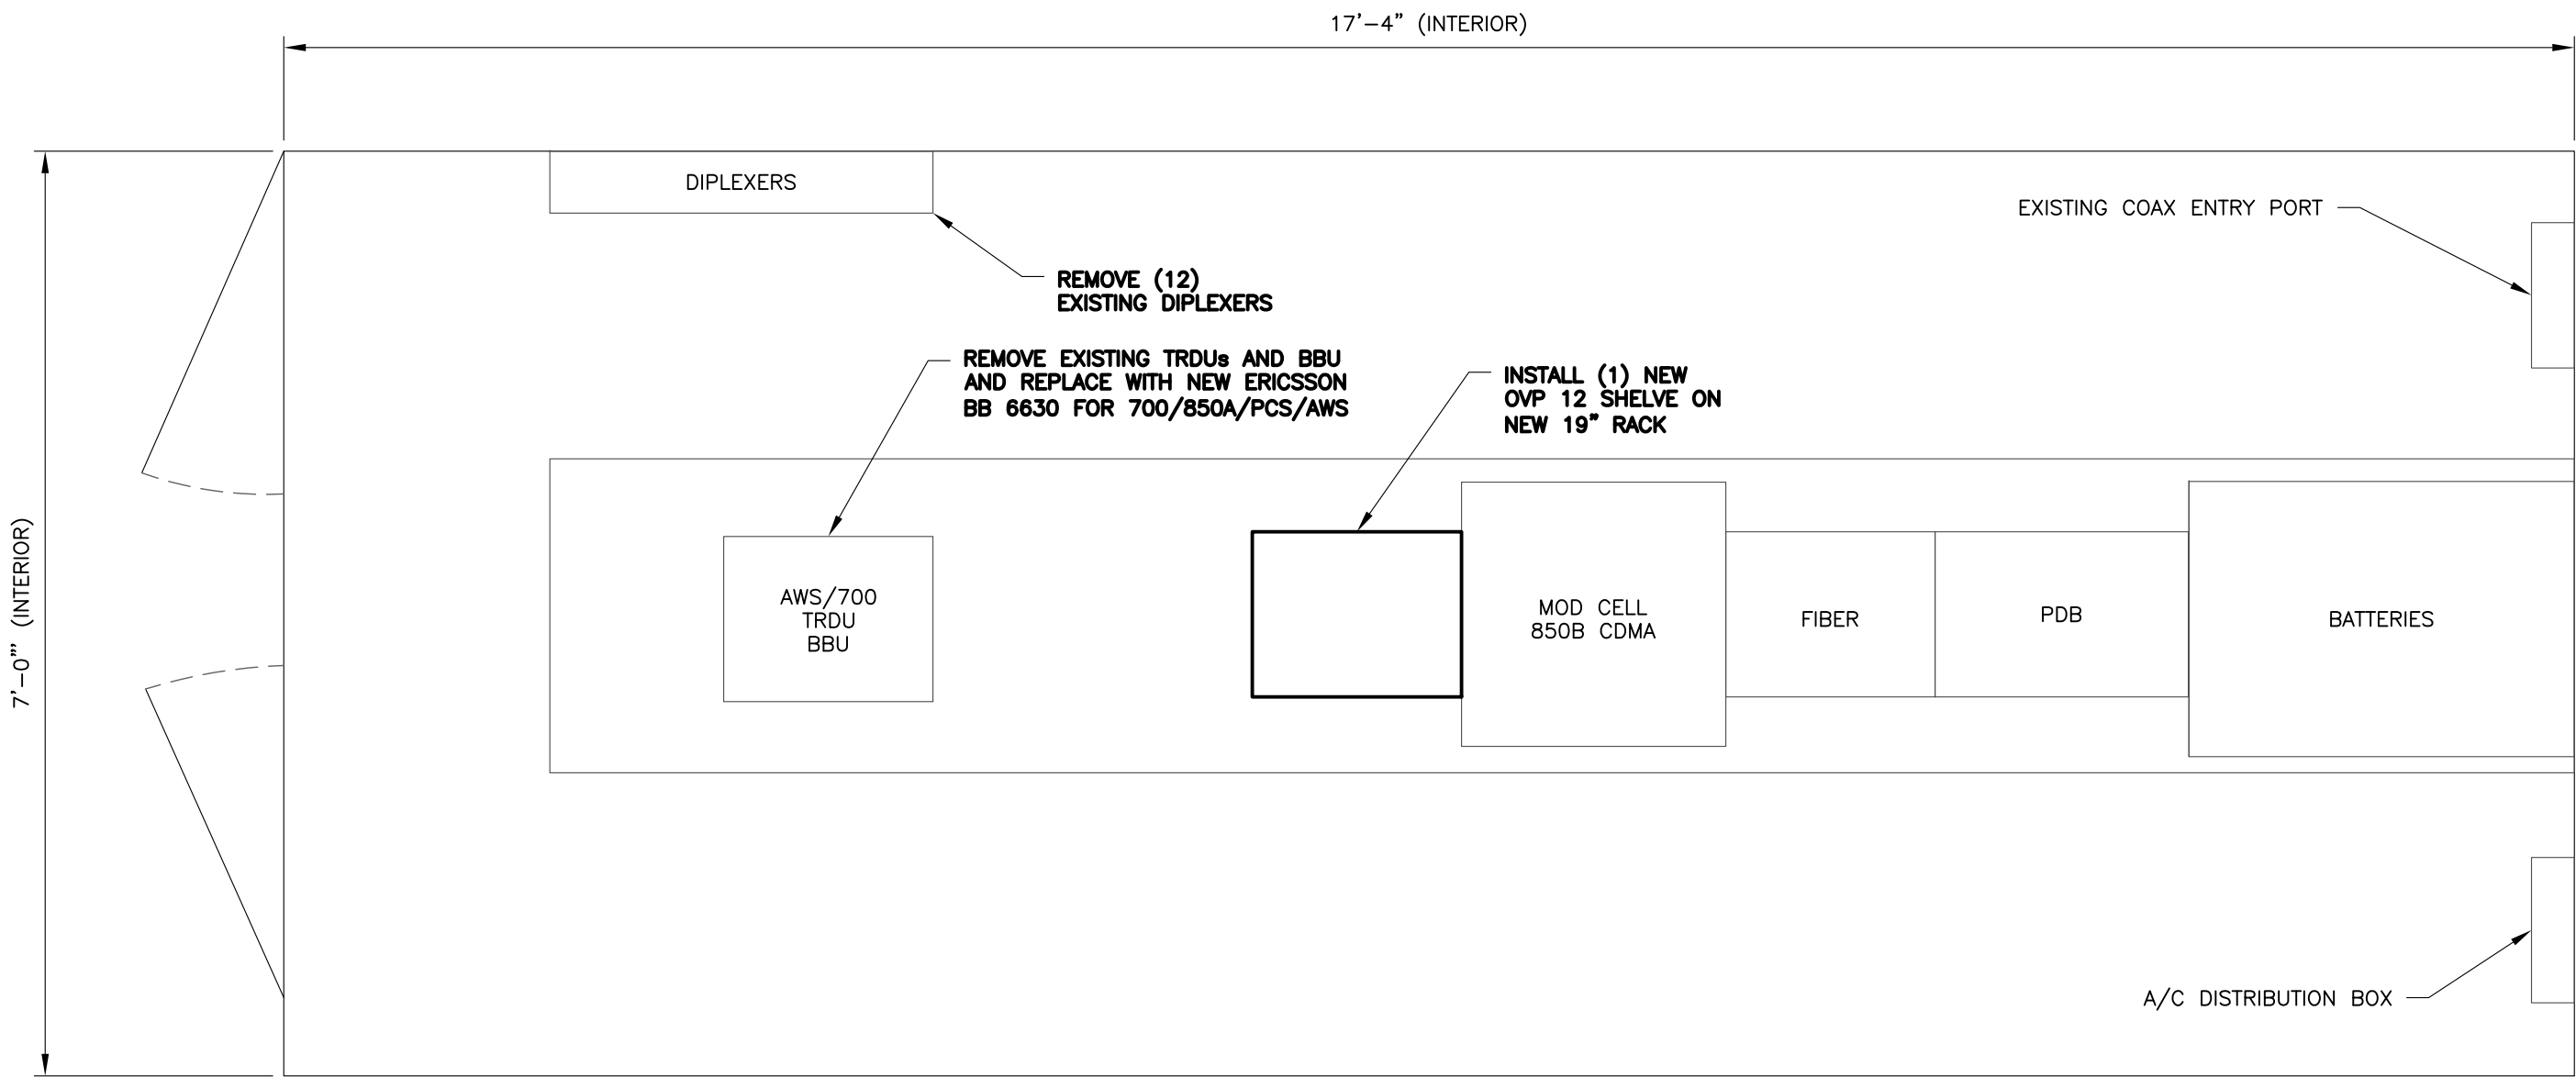 17'-4" (INTERIOR)
DIPLEXERS
EXISTING COAX ENTRY PORT
REMOVE (12)
EXISTING DIPLEXERS
REMOVE EXISTING TRDUs AND BBU
AND REPLACE WITH NEW ERICSSON
BB 6630 FOR 700/850A/PCS/AWS
INSTALL (1) NEW
OVP 12 SHELVE ON
NEW 19" RACK
7'-0"' (INTERIOR)
AWS/700
TRDU
BBU
MOD CELL
850B CDMA
FIBER
PDB
BATTERIES
A/C DISTRIBUTION BOX